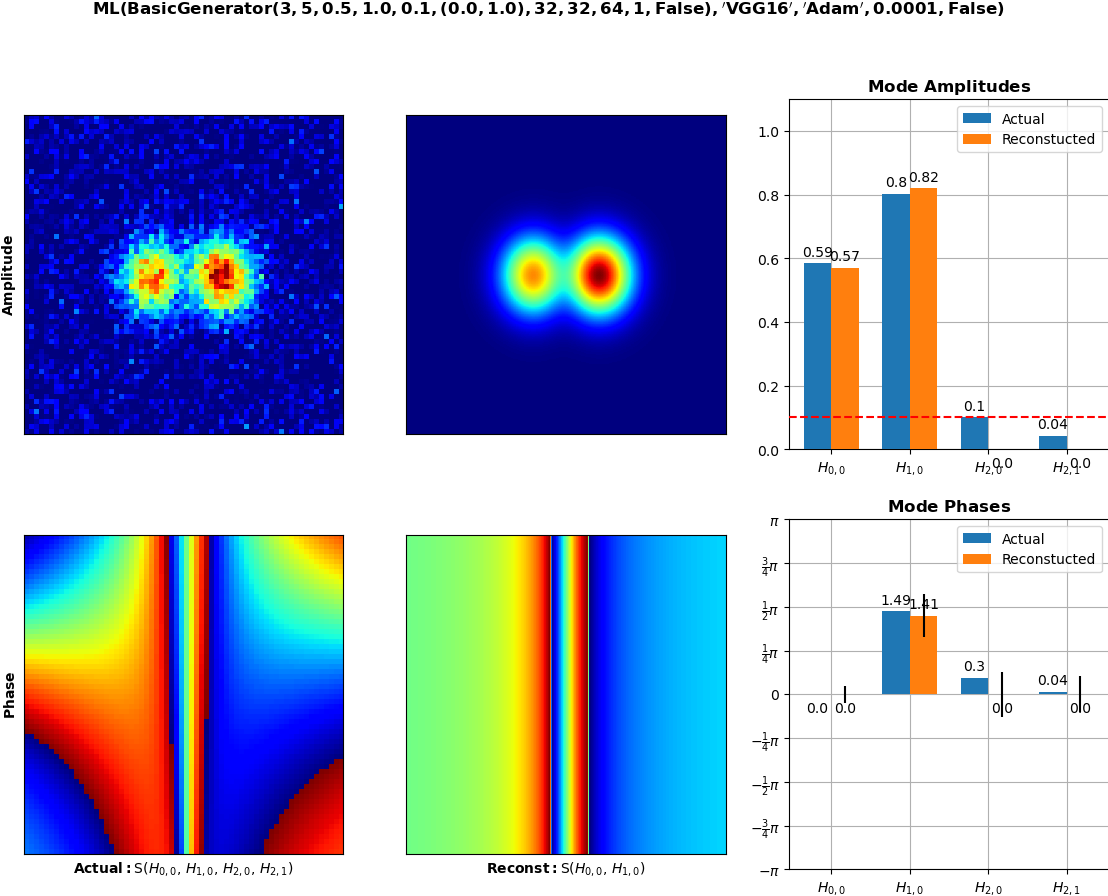 ML(BasicGenerator(3, 5, 0.5, 1.0, 0.1, (0.0, 1.0), 32, 32, 64, 1, False), ′VGG16′, ′Adam′, 0.0001, False)
Amplitude
Mode Amplitudes
Actual
Reconstucted
1.0
0.8
0.6
0.4
0.2
0.0
0.59
0.57
0.8
0.82
0.1
0.0
0.04
0.0
H0,0
H1,0
H2,0
H2,1
Phase
Actual: S(H0,0, H1,0, H2,0, H2,1)
Reconst: S(H0,0, H1,0)
Mode Phases
Actual
Reconstucted
π
3/4π
1/2π
1/4π
0
−1/4π
−1/2π
−3/4π
−π
0.0
0.0
1.49
1.41
0.3
0.0
0.04
0.0
H0,0
H1,0
H2,0
H2,1